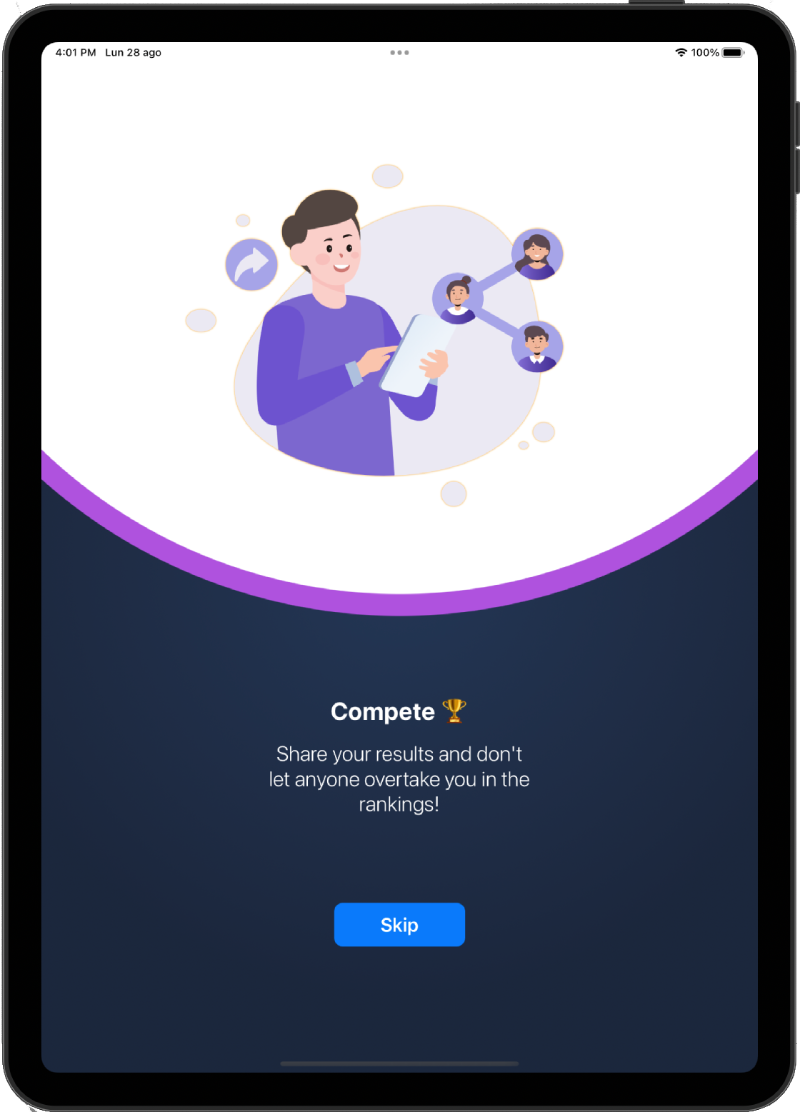 4:01 PM Lun 28 ago
100%
Compete 🏆
Share your results and don't
let anyone overtake you in the
rankings!
Skip